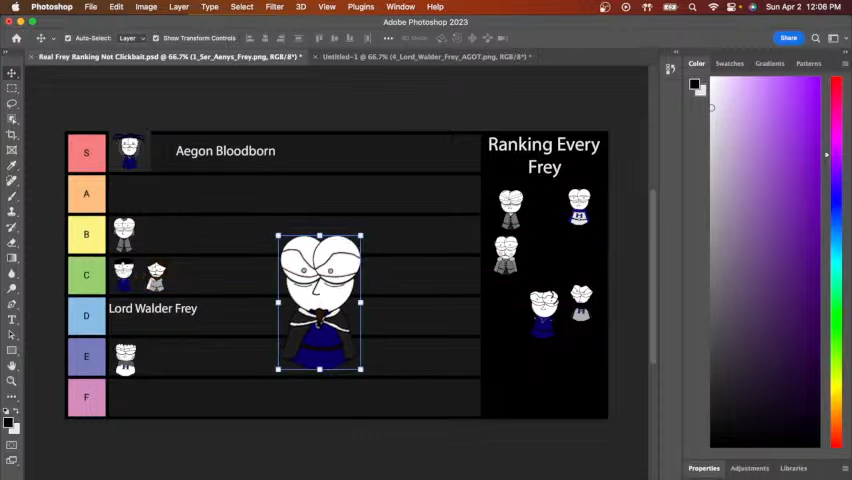 Photoshop File Edit Image Layer Type Select Filter 3D View Plugins Window Help
Sun Apr 2 12:06 PM
Adobe Photoshop 2023
Auto-Select: Layer Show Transform Controls
Share
Real Frey Ranking Not Clickbait.psd @ 66.7% (1_Ser_Aenys_Frey.png, RGB/8*) *
Untitled-1 @ 66.7% (4_Lord_Walder_Frey_AGOT.png, RGB/8*) *
Color Swatches Gradients Patterns
S
Aegon Bloodborn
A
B
C
D
Lord Walder Frey
E
F
Ranking Every
Frey
Properties Adjustments Libraries